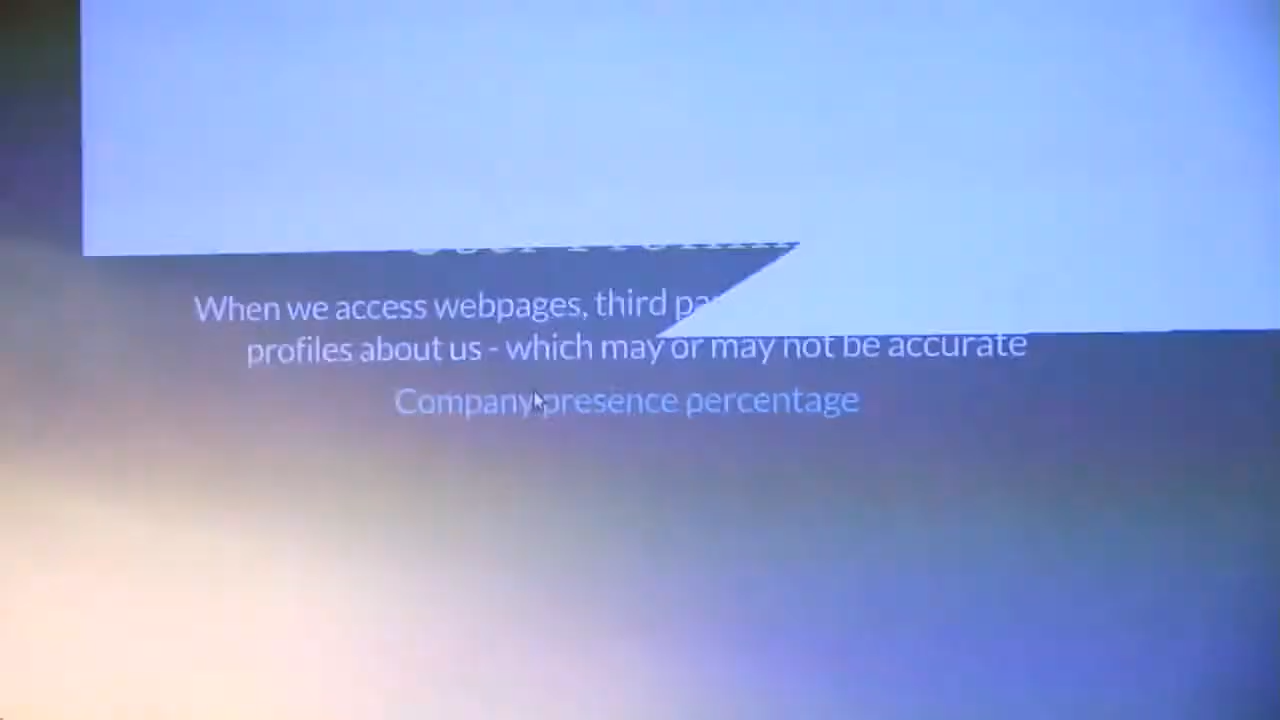 When we access webpages, third
profiles about us - which may or may not be accurate
Company presence percentage